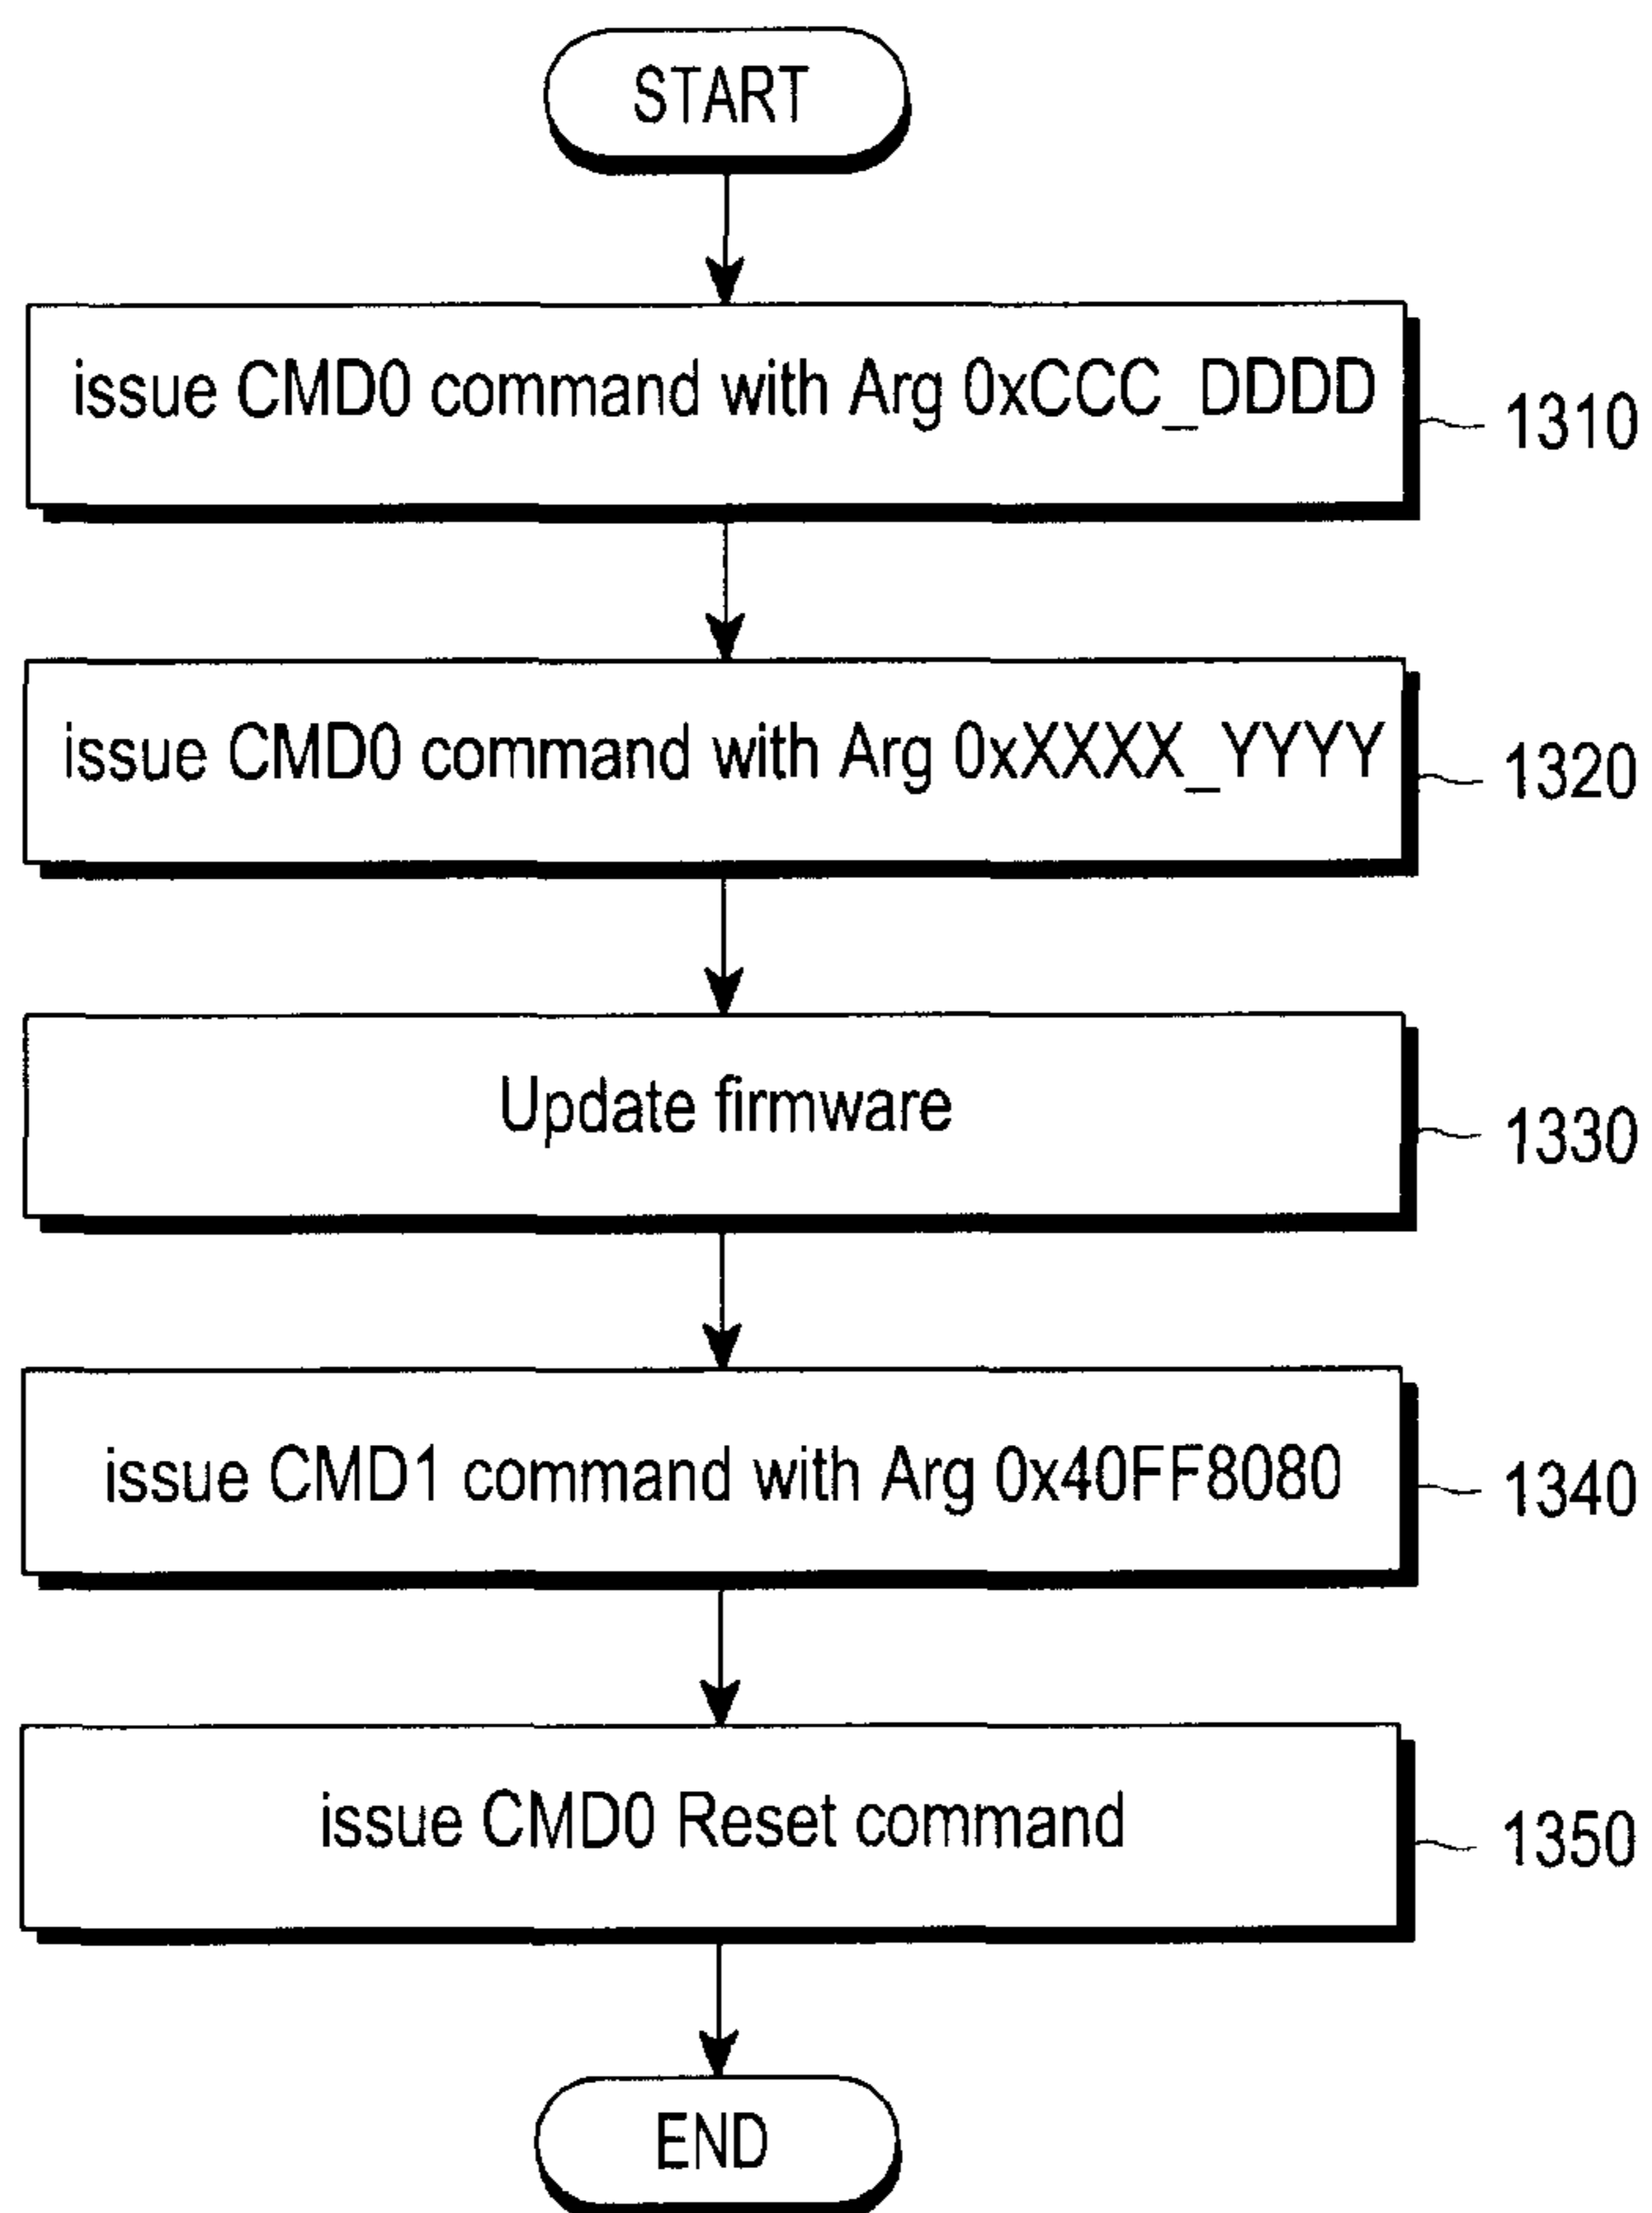 START
issue CMD0 command with Arg 0xCCC_DDDD
1310
issue CMD0 command with Arg 0xXXXX_YYYY
1320
Update firmware
1330
issue CMD1 command with Arg 0x40FF8080
1340
issue CMD0 Reset command
1350
END